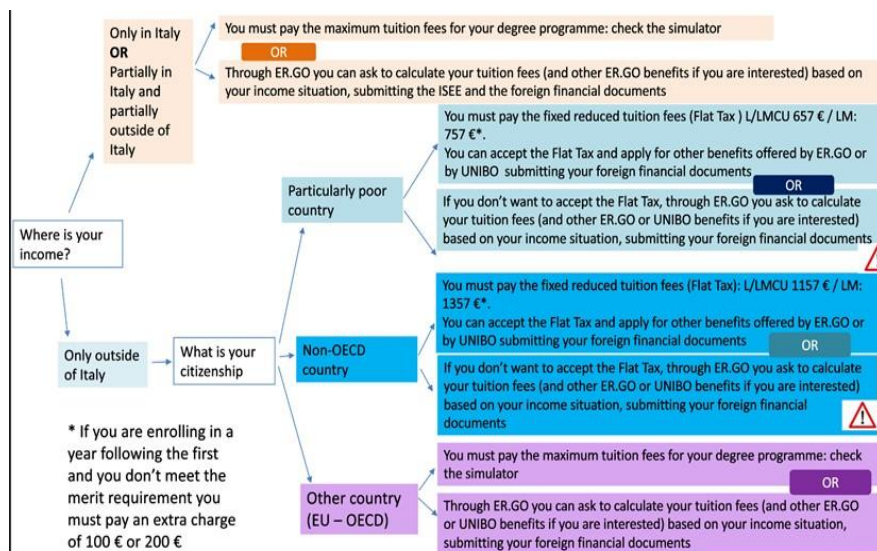 Only in Italy
OR
Partially in
Italy and
partially
outside of
Italy
You must pay the maximum tuition fees for your degree programme: check the simulator
OR
Through ER.GO you can ask to calculate your tuition fees (and other ER.GO benefits if you are interested) based on
your income situation, submitting the ISEE and the foreign financial documents
Where is your
income?
Only outside
of Italy
What is your
citizenship
Particularly poor
country
You must pay the fixed reduced tuition fees (Flat Tax ) L/LMCU 657 € / LM:
757 €*.
You can accept the Flat Tax and apply for other benefits offered by ER.GO or
by UNIBO submitting your foreign financial documents
OR
If you don't want to accept the Flat Tax, through ER.GO you ask to calculate
your tuition fees (and other ER.GO or UNIBO benefits if you are interested)
based on your income situation, submitting your foreign financial documents
Non-OECD
country
You must pay the fixed reduced tuition fees (Flat Tax): L/LMCU 1157 € / LM:
1357 €*.
You can accept the Flat Tax and apply for other benefits offered by ER.GO or
by UNIBO submitting your foreign financial documents
OR
If you don't want to accept the Flat Tax, through ER.GO you ask to calculate
your tuition fees (and other ER.GO or UNIBO benefits if you are interested)
based on your income situation, submitting your foreign financial
documents
Other country
(EU – OECD)
You must pay the maximum tuition fees for your degree programme: check
the simulator
OR
Through ER.GO you can ask to calculate your tuition fees (and other ER.GO
or UNIBO benefits if you are interested) based on your income situation,
submitting your foreign financial documents
* If you are enrolling in a
year following the first
and you don't meet the
merit requirement you
must pay an extra charge
of 100 € or 200 €